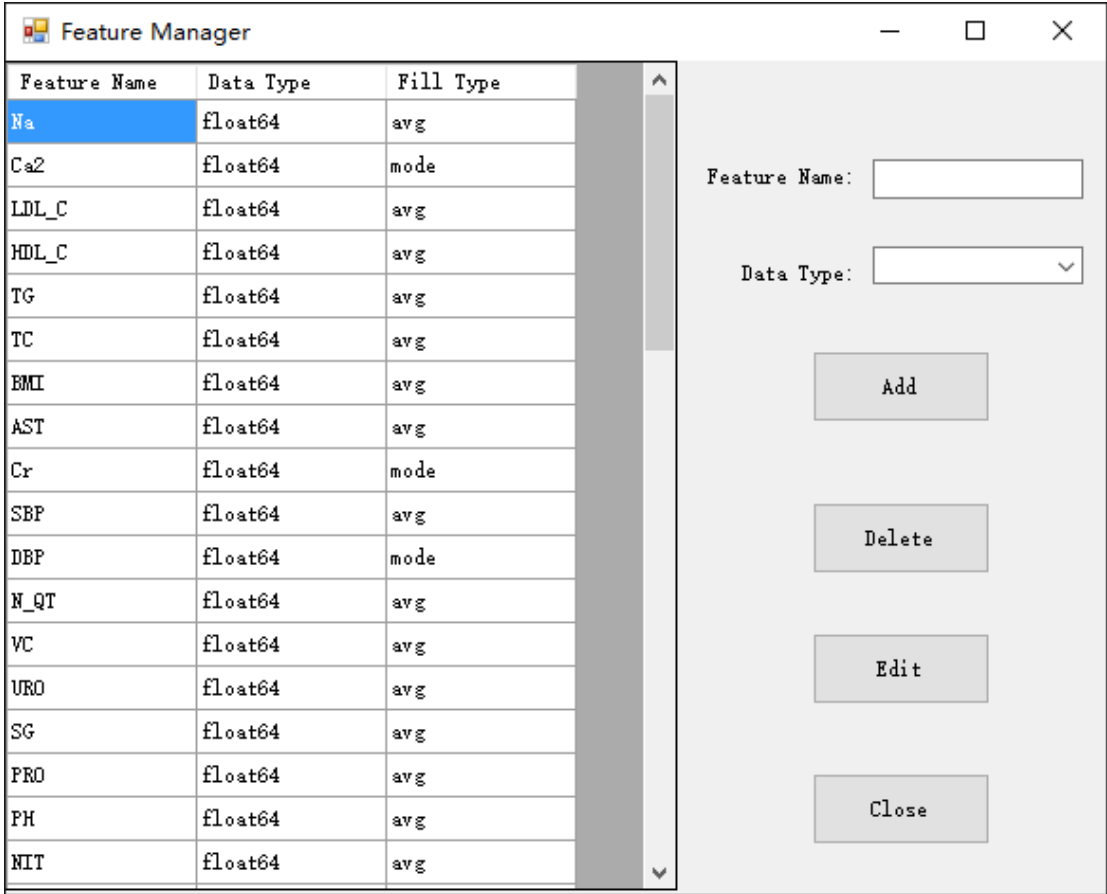 Feature Manager
Feature Name Data Type Fill Type
Na float64 avg
Ca2 float64 mode
LDL_C float64 avg
HDL_C float64 avg
TG float64 avg
TC float64 avg
BMI float64 avg
AST float64 avg
Cr float64 mode
SBP float64 avg
DBP float64 mode
N_QT float64 avg
VC float64 avg
URO float64 avg
SG float64 avg
PRO float64 avg
PH float64 avg
NIT float64 avg
Feature Name:
Data Type:
Add
Delete
Edit
Close